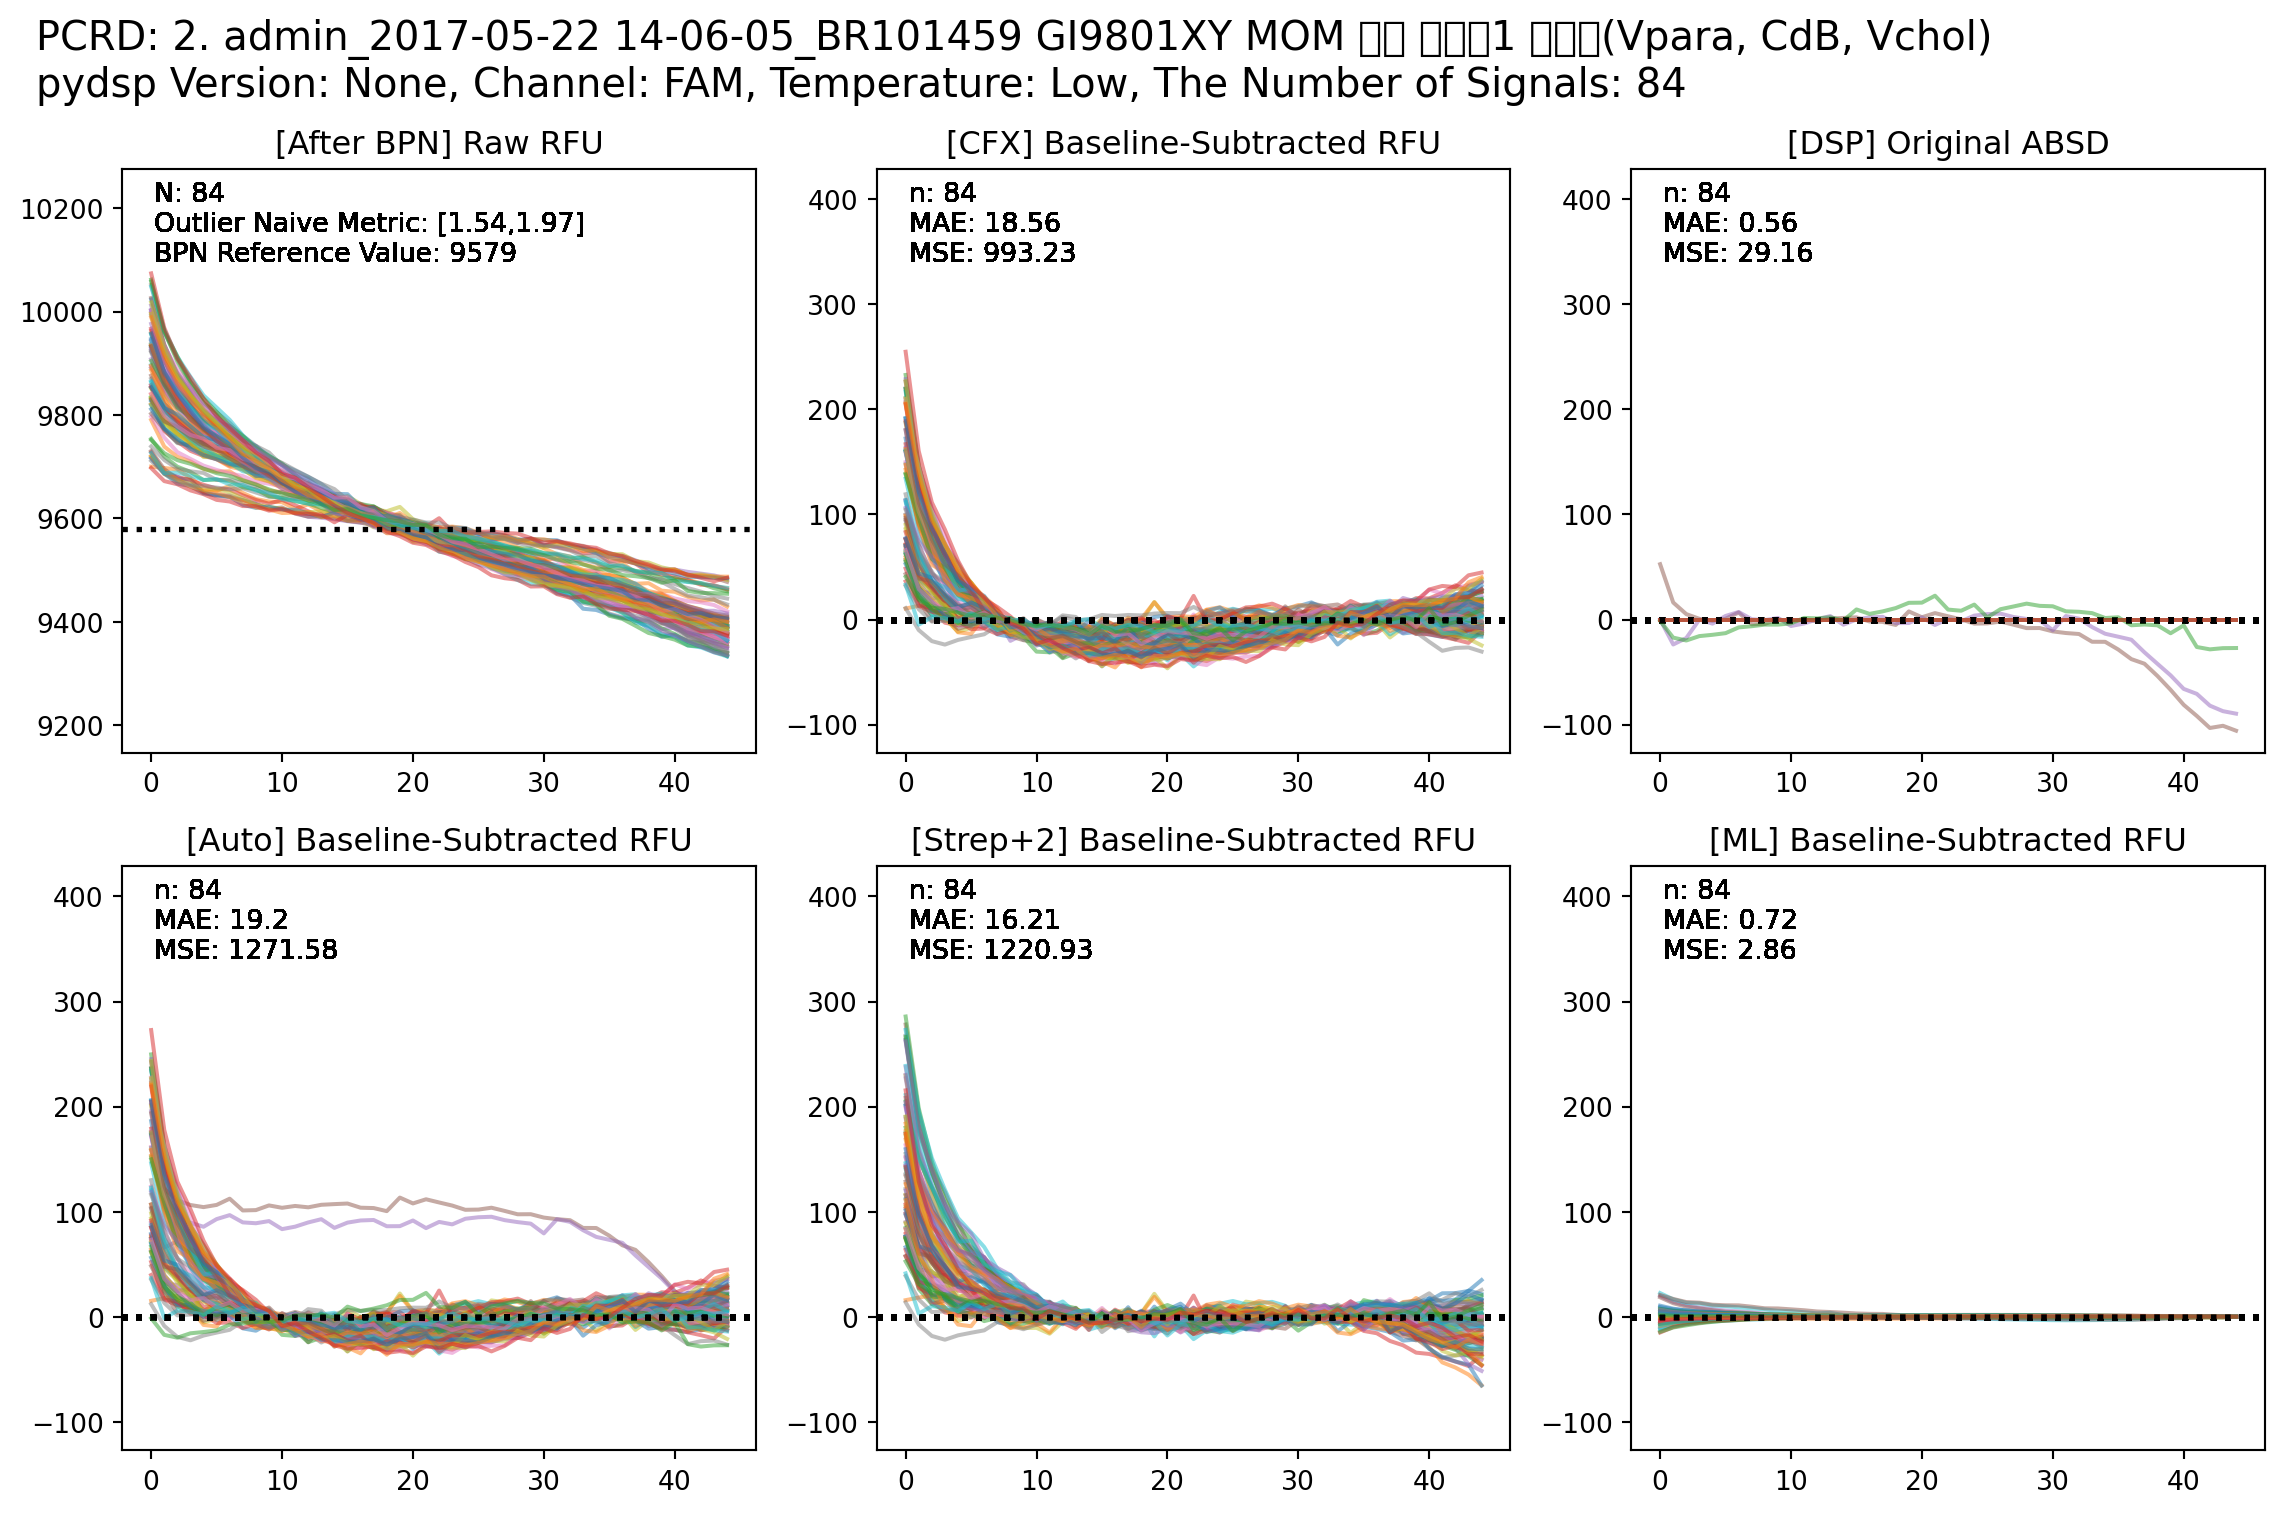 PCRD: 2. admin_2017-05-22 14-06-05_BR101459 GI9801XY MOM □□ □□□1 □□□(Vpara, CdB, Vchol)
pydsp Version: None, Channel: FAM, Temperature: Low, The Number of Signals: 84
[After BPN] Raw RFU
N: 84
Outlier Naive Metric: [1.54,1.97]
BPN Reference Value: 9579
10200
10000
9800
9600
9400
9200
0 10 20 30 40
[CFX] Baseline-Subtracted RFU
n: 84
MAE: 18.56
MSE: 993.23
400
300
200
100
0
−100
0 10 20 30 40
[DSP] Original ABSD
n: 84
MAE: 0.56
MSE: 29.16
400
300
200
100
0
−100
0 10 20 30 40
[Auto] Baseline-Subtracted RFU
n: 84
MAE: 19.2
MSE: 1271.58
400
300
200
100
0
−100
0 10 20 30 40
[Strep+2] Baseline-Subtracted RFU
n: 84
MAE: 16.21
MSE: 1220.93
400
300
200
100
0
−100
0 10 20 30 40
[ML] Baseline-Subtracted RFU
n: 84
MAE: 0.72
MSE: 2.86
400
300
200
100
0
−100
0 10 20 30 40